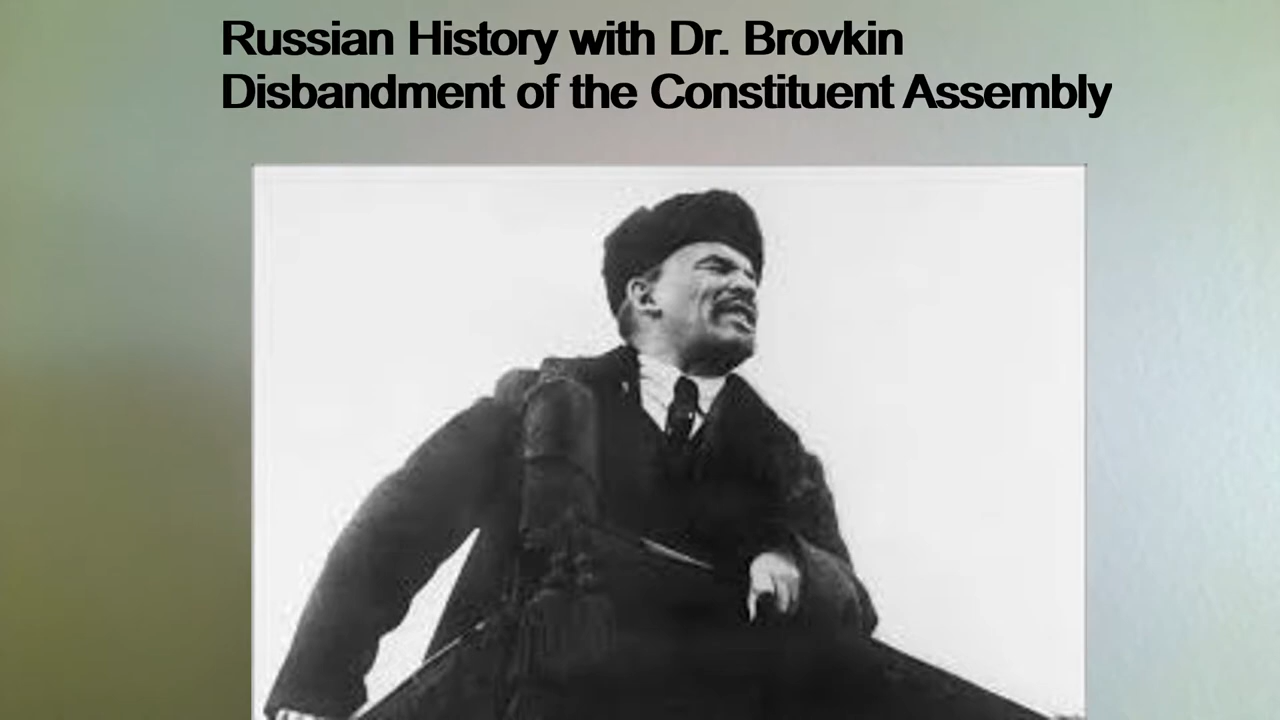 Russian History with Dr. Brovkin
Disbandment of the Constituent Assembly